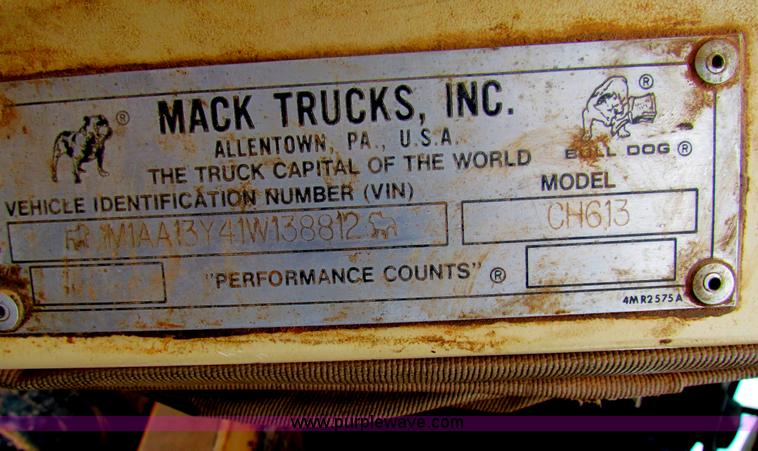 ®
MACK TRUCKS, INC.
®
ALLENTOWN, PA., U.S.A.
THE TRUCK CAPITAL OF THE WORLD
BULL DOG ®
VEHICLE IDENTIFICATION NUMBER (VIN)
MODEL
1M1AA13Y41W138812
CH613
"PERFORMANCE COUNTS" ®
4MR2575A
www.purplewave.com